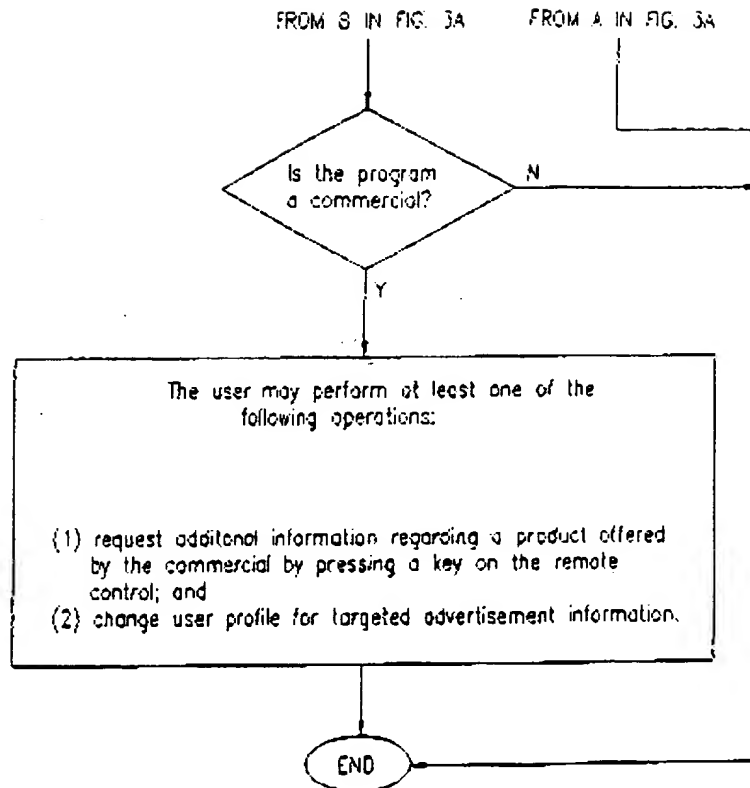 FROM B IN FIG. 3A FROM A IN FIG. 3A
Is the program
a commercial?
N
Y
The user may perform at least one of the
following operations:
(1) request additonal information regarding a product offered
by the commercial by pressing a key on the remote
control; and
(2) change user profile for targeted advertisement information.
END